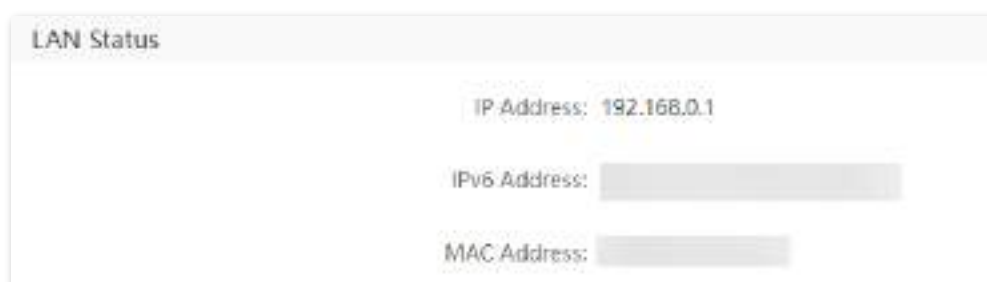 LAN Status
IP Address: 192.168.0.1
IPv6 Address:
MAC Address: